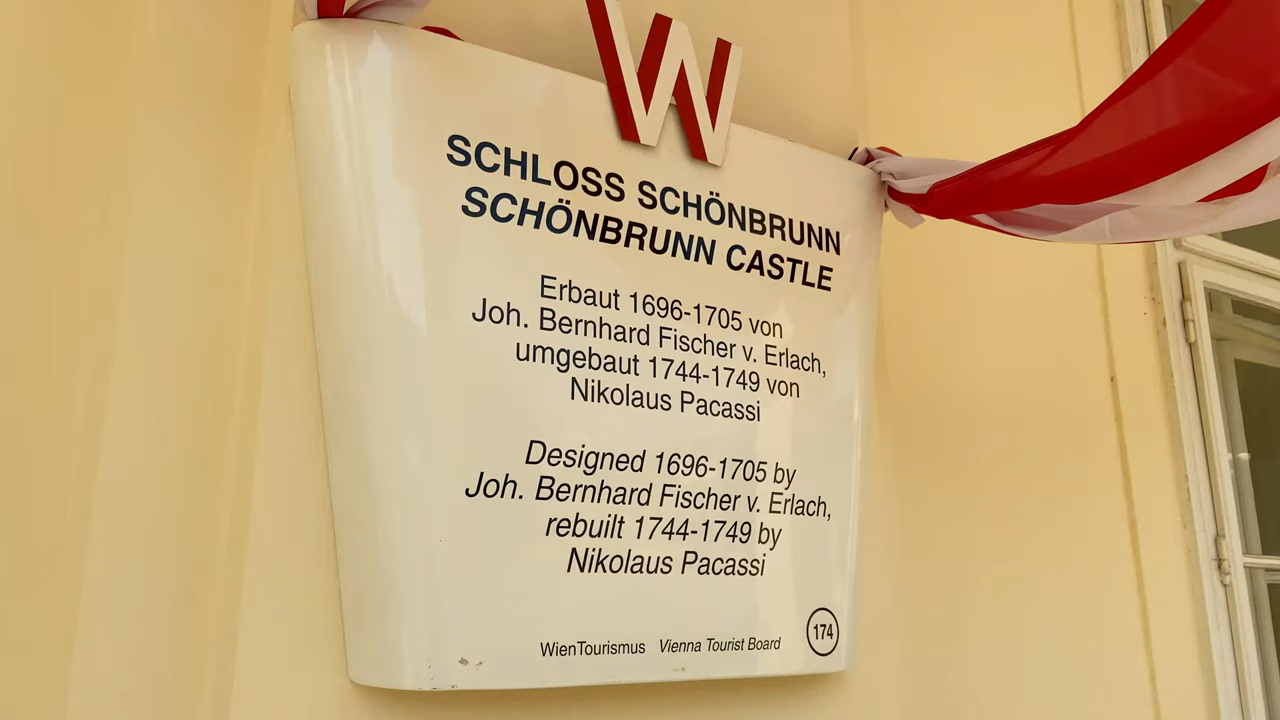 W
SCHLOSS SCHÖNBRUNN
SCHÖNBRUNN CASTLE
Erbaut 1696-1705 von
Joh. Bernhard Fischer v. Erlach,
umgebaut 1744-1749 von
Nikolaus Pacassi
Designed 1696-1705 by
Joh. Bernhard Fischer v. Erlach,
rebuilt 1744-1749 by
Nikolaus Pacassi
WienTourismus Vienna Tourist Board 174